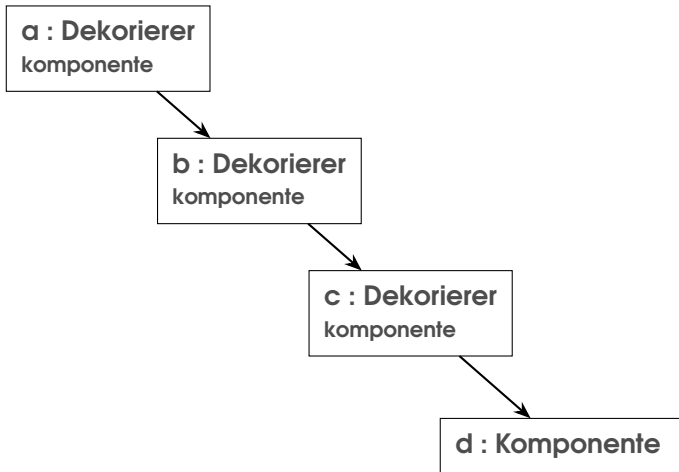 a : Dekorierer
komponente
b : Dekorierer
komponente
c : Dekorierer
komponente
d : Komponente